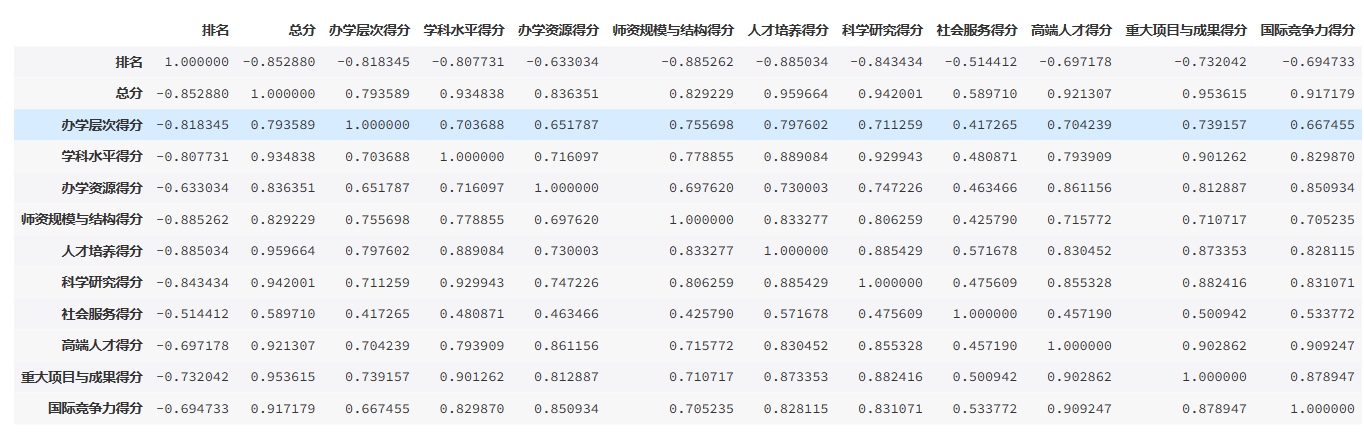 排名 总分 办学层次得分 学科水平得分 办学资源得分 师资规模与结构得分 人才培养得分 科学研究得分 社会服务得分 高端人才得分 重大项目与成果得分 国际竞争力得分
排名 1.000000 -0.852880 -0.818345 -0.807731 -0.633034 -0.885262 -0.885034 -0.843434 -0.514412 -0.697178 -0.732042 -0.694733
总分 -0.852880 1.000000 0.793589 0.934838 0.836351 0.829229 0.959664 0.942001 0.589710 0.921307 0.953615 0.917179
办学层次得分 -0.818345 0.793589 1.000000 0.703688 0.651787 0.755698 0.797602 0.711259 0.417265 0.704239 0.739157 0.667455
学科水平得分 -0.807731 0.934838 0.703688 1.000000 0.716097 0.778855 0.889084 0.929943 0.480871 0.793909 0.901262 0.829870
办学资源得分 -0.633034 0.836351 0.651787 0.716097 1.000000 0.697620 0.730003 0.747226 0.463466 0.861156 0.812887 0.850934
师资规模与结构得分 -0.885262 0.829229 0.755698 0.778855 0.697620 1.000000 0.833277 0.806259 0.425790 0.715772 0.710717 0.705235
人才培养得分 -0.885034 0.959664 0.797602 0.889084 0.730003 0.833277 1.000000 0.885429 0.571678 0.830452 0.873353 0.828115
科学研究得分 -0.843434 0.942001 0.711259 0.929943 0.747226 0.806259 0.885429 1.000000 0.475609 0.855328 0.882416 0.831071
社会服务得分 -0.514412 0.589710 0.417265 0.480871 0.463466 0.425790 0.571678 0.475609 1.000000 0.457190 0.500942 0.533772
高端人才得分 -0.697178 0.921307 0.704239 0.793909 0.861156 0.715772 0.830452 0.855328 0.457190 1.000000 0.902862 0.909247
重大项目与成果得分 -0.732042 0.953615 0.739157 0.901262 0.812887 0.710717 0.873353 0.882416 0.500942 0.902862 1.000000 0.878947
国际竞争力得分 -0.694733 0.917179 0.667455 0.829870 0.850934 0.705235 0.828115 0.831071 0.533772 0.909247 0.878947 1.000000